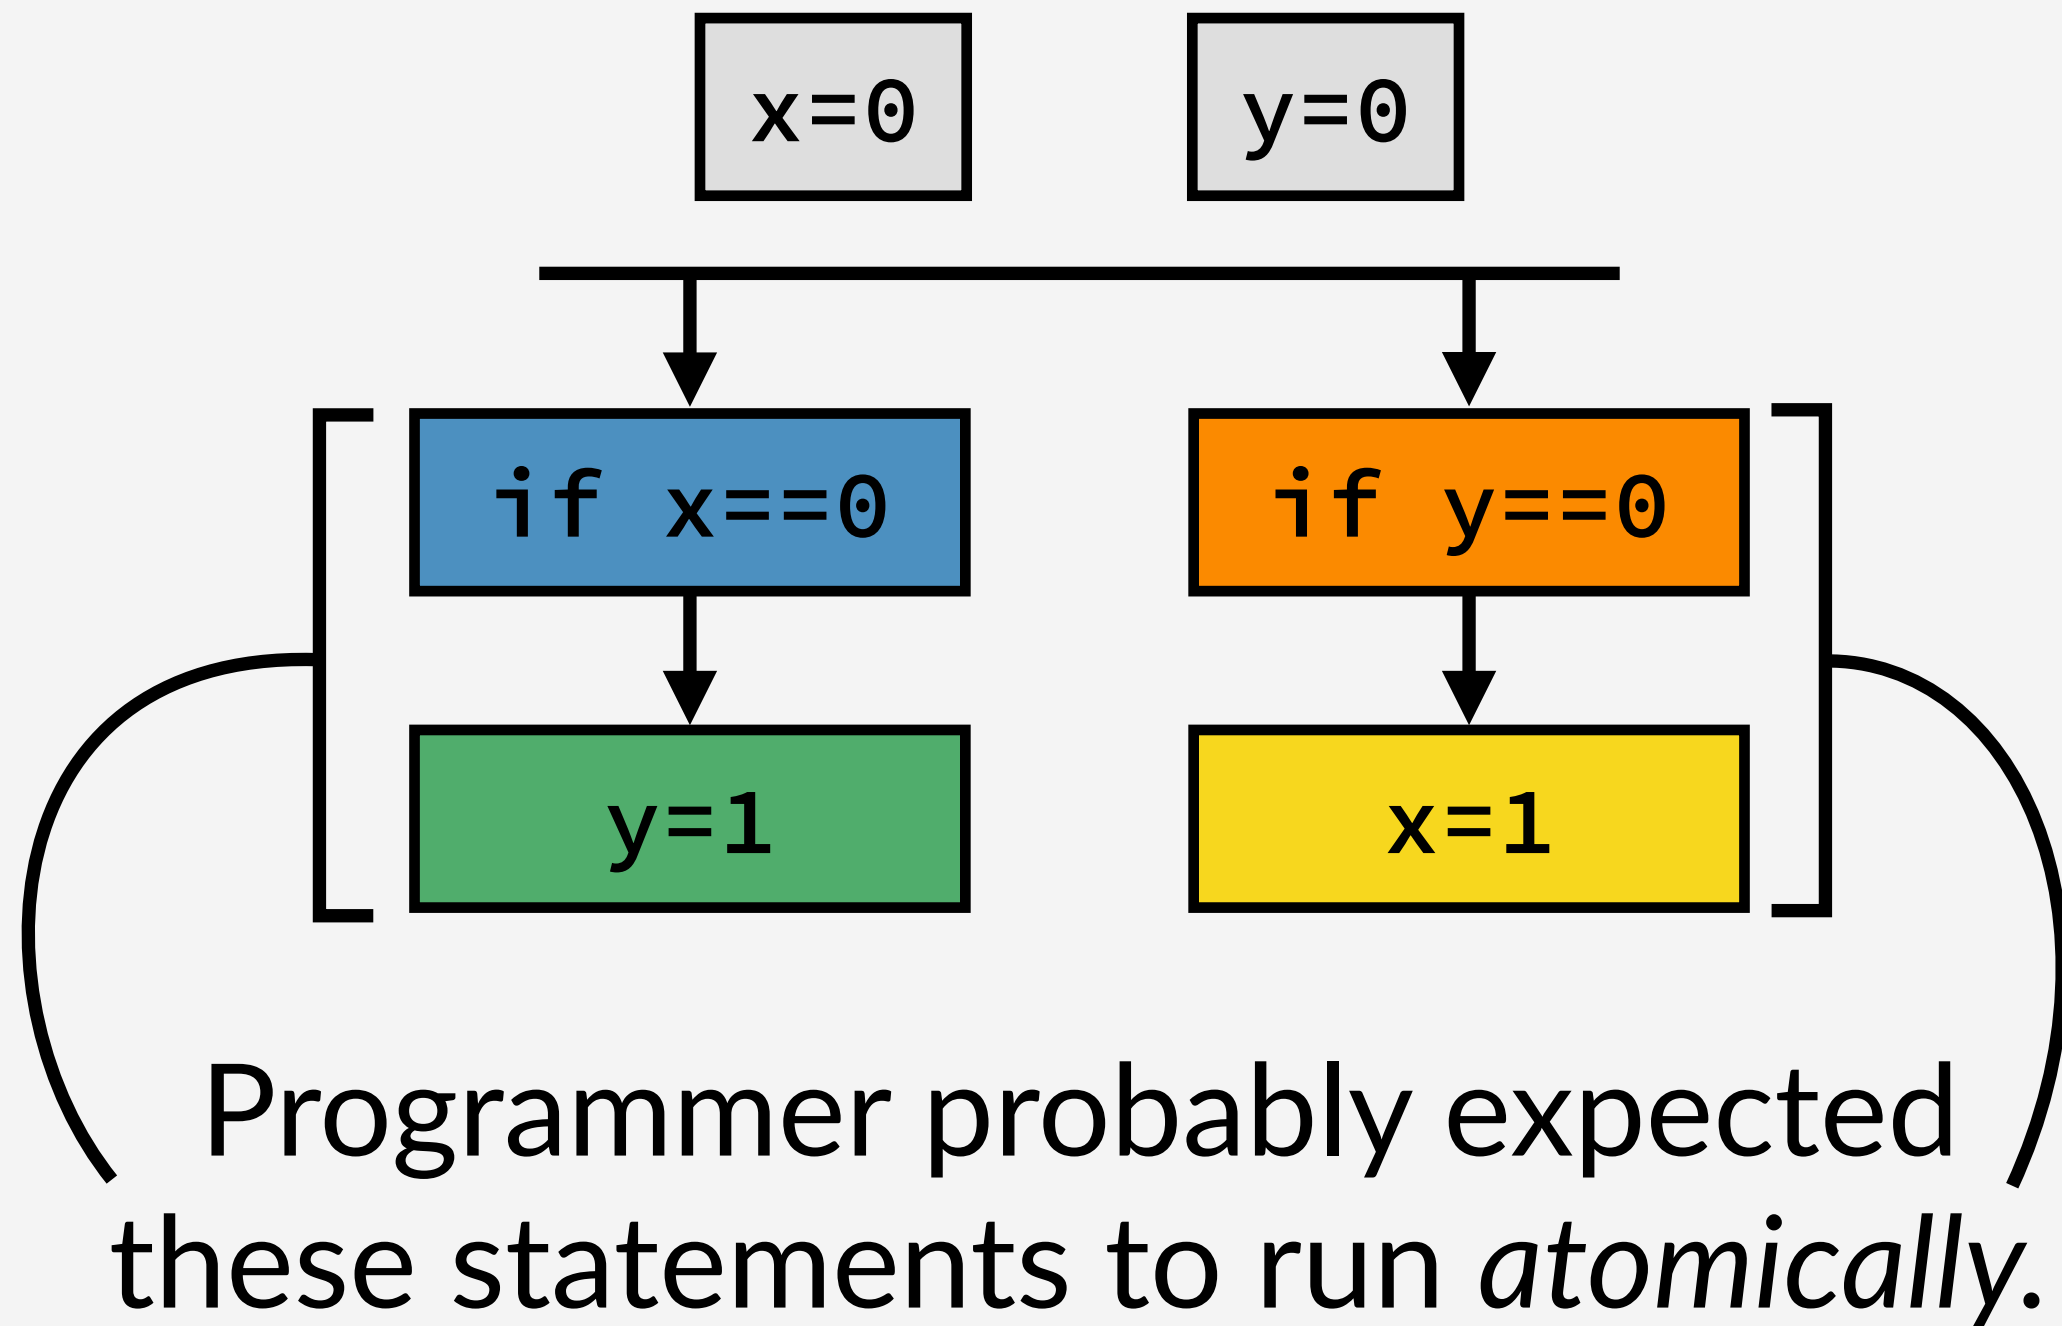 x=0
y=0
if x==0
if y==0
y=1
x=1
Programmer probably expected
these statements to run atomically.